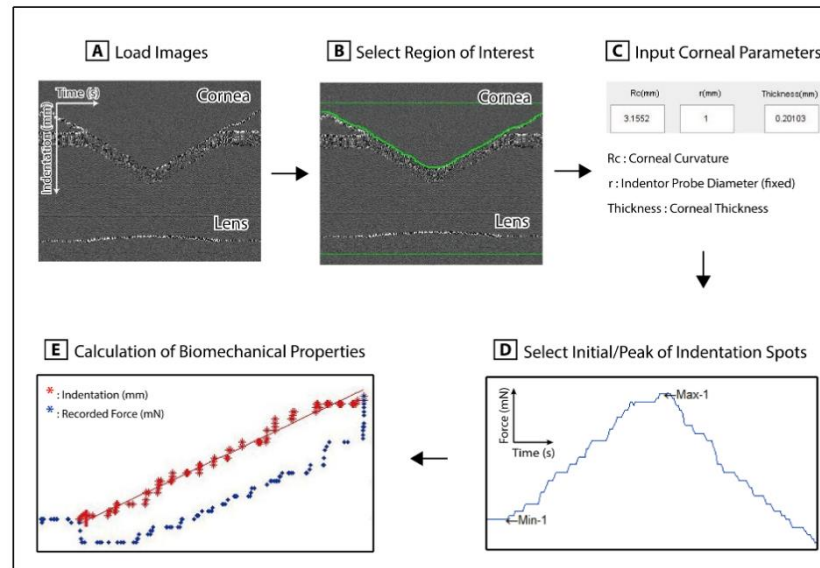 A Load Images
Time (s)
Indentation (mm)
Cornea
Lens
B Select Region of Interest
Cornea
Lens
C Input Corneal Parameters
Rc(mm) r(mm) Thickness(mm)
3.1552 1 0.20103
Rc : Corneal Curvature
r : Indentor Probe Diameter (fixed)
Thickness : Corneal Thickness
D Select Initial/Peak of Indentation Spots
Force (mN)
Time (s)
Max-1
Min-1
E Calculation of Biomechanical Properties
* : Indentation (mm)
* : Recorded Force (mN)